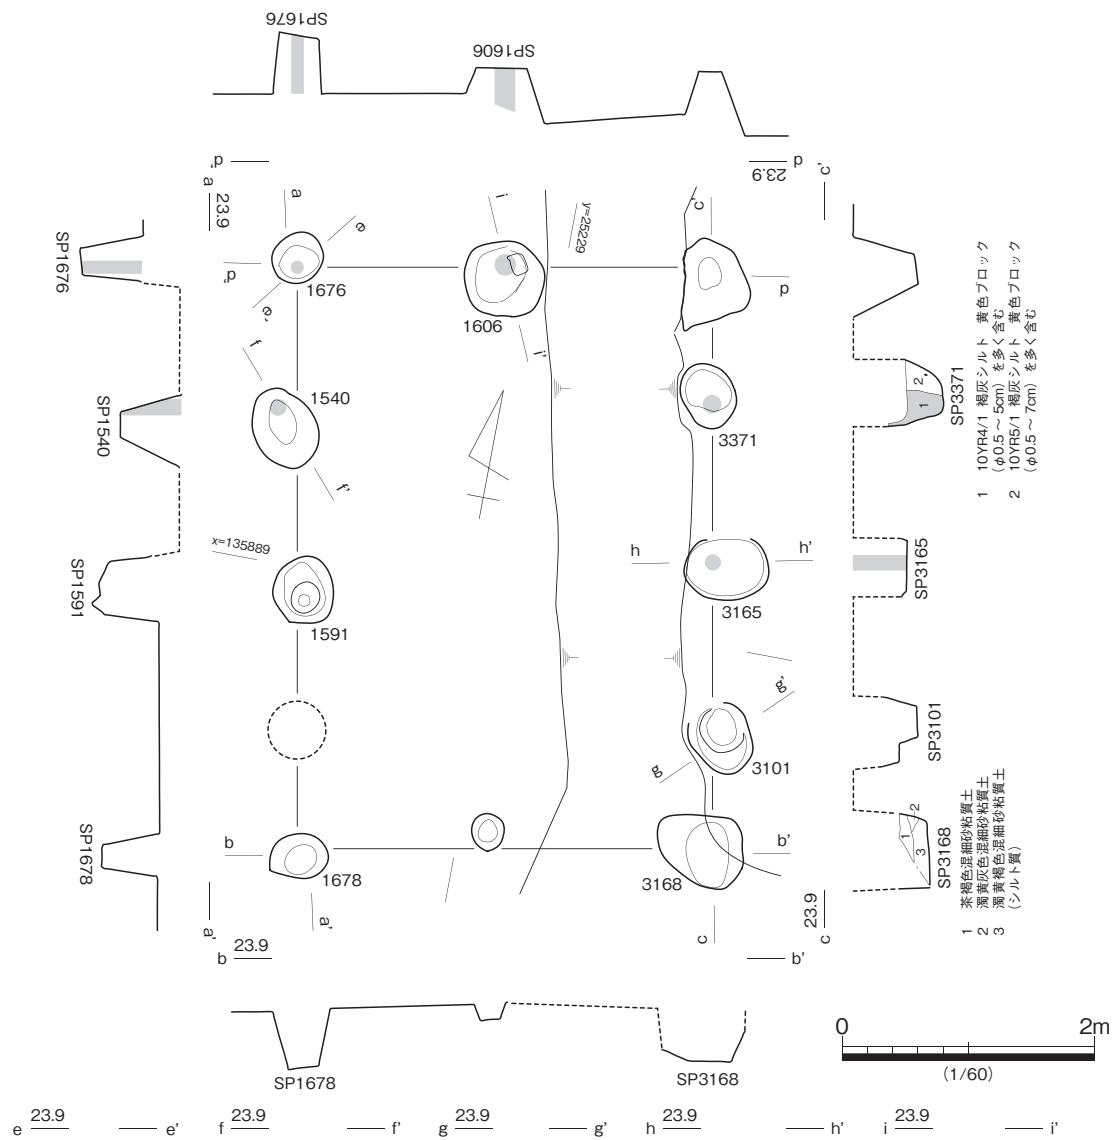 SP1676
SP1606
d'
d
23.9
a
23.9
c'
a
e
i
y=25229
c'
SP1676
d'
1676
e'
1606
i'
d
f
1540
SP1540
f'
3371
SP3371
2
1
1 10YR4/1 褐灰シルト 黄色ブロック
(φ0.5～5cm)を多く含む
2 10YR5/1 褐灰シルト 黄色ブロック
(φ0.5～7cm)を多く含む
x=135889
h
h'
SP1591
1591
3165
SP3165
g'
g
3101
SP3101
SP1678
b
1678
a'
3168
b'
c
1
2
3
SP3168
1 茶褐色混細砂粘質土
2 濁黄灰色混細砂粘質土
3 濁黄褐色混細砂粘質土
(シルト質)
a'
23.9
c
b
23.9
b'
SP1678
SP3168
0
2m
(1/60)
e
23.9
e'
f
23.9
f'
g
23.9
g'
h
23.9
h'
i
23.9
i'